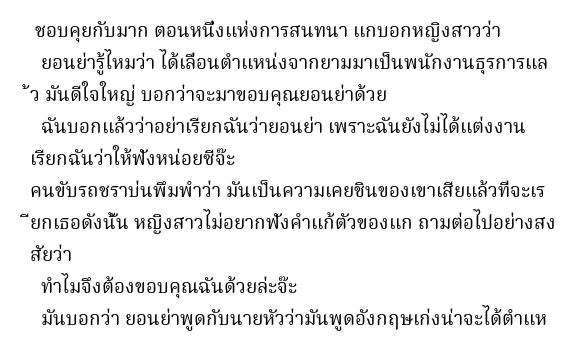 ชอบคุยกับมาก ตอนหนึ่งแห่งการสนทนา แกบอกหญิงสาวว่า
ยอนย่ารู้ไหมว่า ได้เลื่อนตำแหน่งจากยามมาเป็นพนักงานธุรการแล
้ว มันดีใจใหญ่ บอกว่าจะมาขอบคุณยอนย่าด้วย
ฉันบอกแล้วว่าอย่าเรียกฉันว่ายอนย่า เพราะฉันยังไม่ได้แต่งงาน
เรียกฉันว่าให้ฟังหน่อยซีจ๊ะ
คนขับรถชราบ่นพึมพำว่า มันเป็นความเคยชินของเขาเสียแล้วที่จะเร
ียกเธอดังนั้น หญิงสาวไม่อยากฟังคำแก้ตัวของแก ถามต่อไปอย่างสง
สัยว่า
ทำไมจึงต้องขอบคุณฉันด้วยล่ะจ๊ะ
มันบอกว่า ยอนย่าพูดกับนายหัวว่ามันพูดอังกฤษเก่งน่าจะได้ตำแห